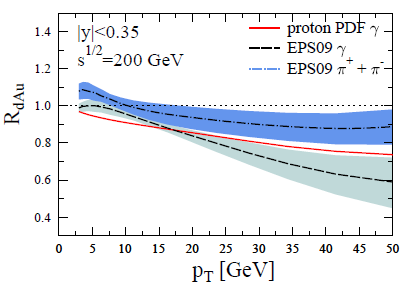 |y|<0.35
s^1/2=200 GeV
proton PDF γ
EPS09 γ
EPS09 π^+ + π^-
R_dAu
1.4
1.2
1.0
0.8
0.6
0.4
0 5 10 15 20 25 30 35 40 45 50
p_T [GeV]